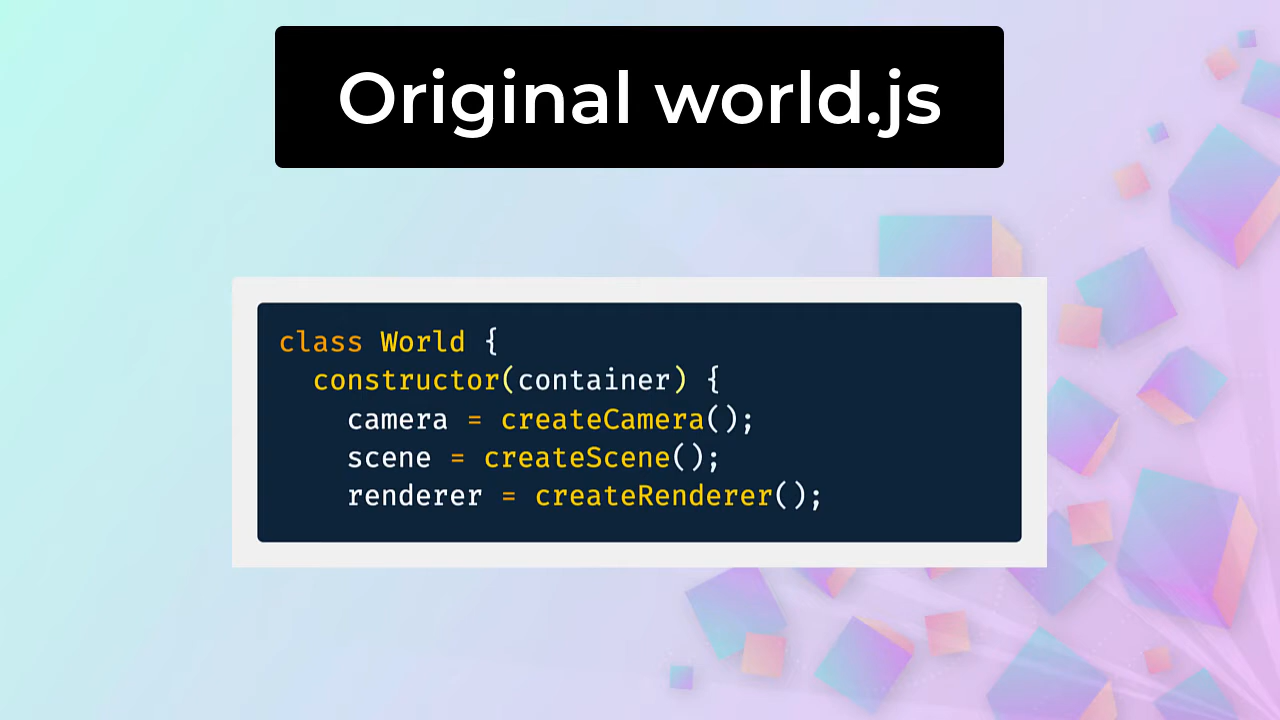 Original world.js
class World {
  constructor(container) {
    camera = createCamera();
    scene = createScene();
    renderer = createRenderer();